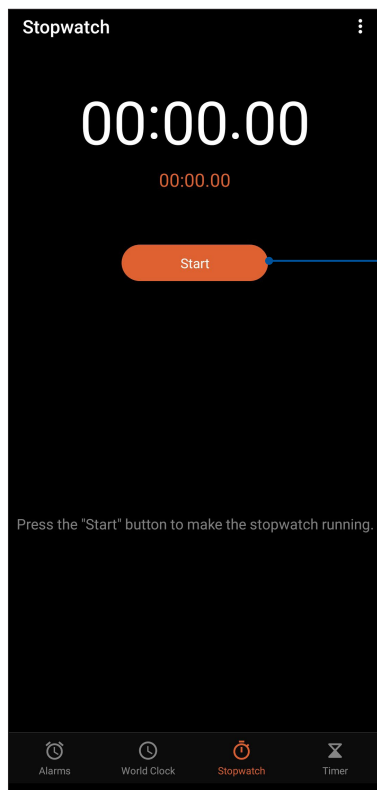 Stopwatch
00:00.00
00:00.00
Start
Press the "Start" button to make the stopwatch running.
Alarms World Clock Stopwatch Timer